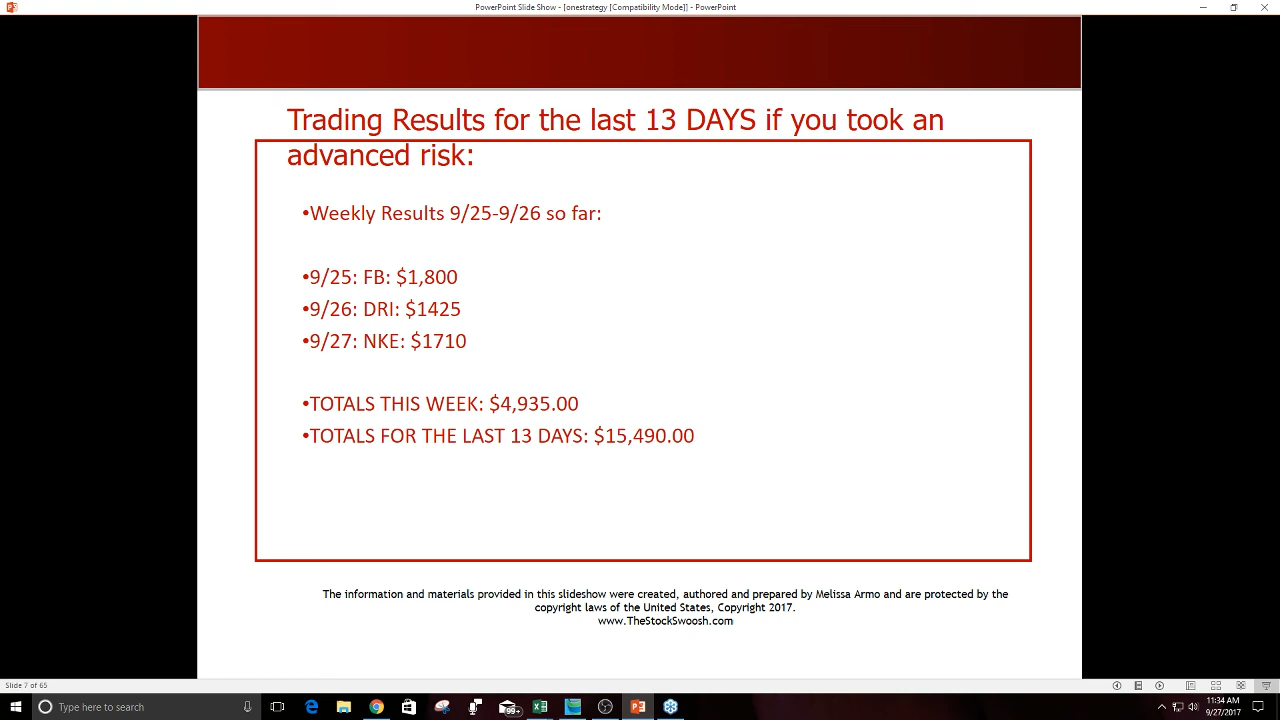 PowerPoint Slide Show - [onestrategy [Compatibility Mode]] - PowerPoint
Trading Results for the last 13 DAYS if you took an
advanced risk:
•Weekly Results 9/25-9/26 so far:
•9/25: FB: $1,800
•9/26: DRI: $1425
•9/27: NKE: $1710
•TOTALS THIS WEEK: $4,935.00
•TOTALS FOR THE LAST 13 DAYS: $15,490.00
The information and materials provided in this slideshow were created, authored and prepared by Melissa Armo and are protected by the
copyright laws of the United States, Copyright 2017.
www.TheStockSwoosh.com
Slide 7 of 65
Type here to search
99+
11:34 AM
9/27/2017